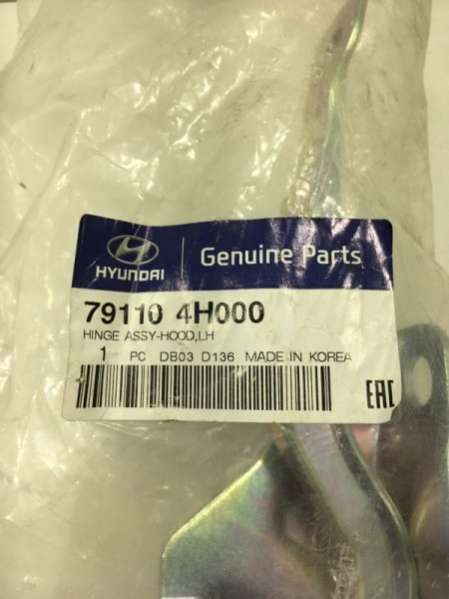 HYUNDAI
Genuine Parts
79110 4H000
HINGE ASSY-HOOD,LH
1 PC DB03 D136 MADE IN KOREA
EAC